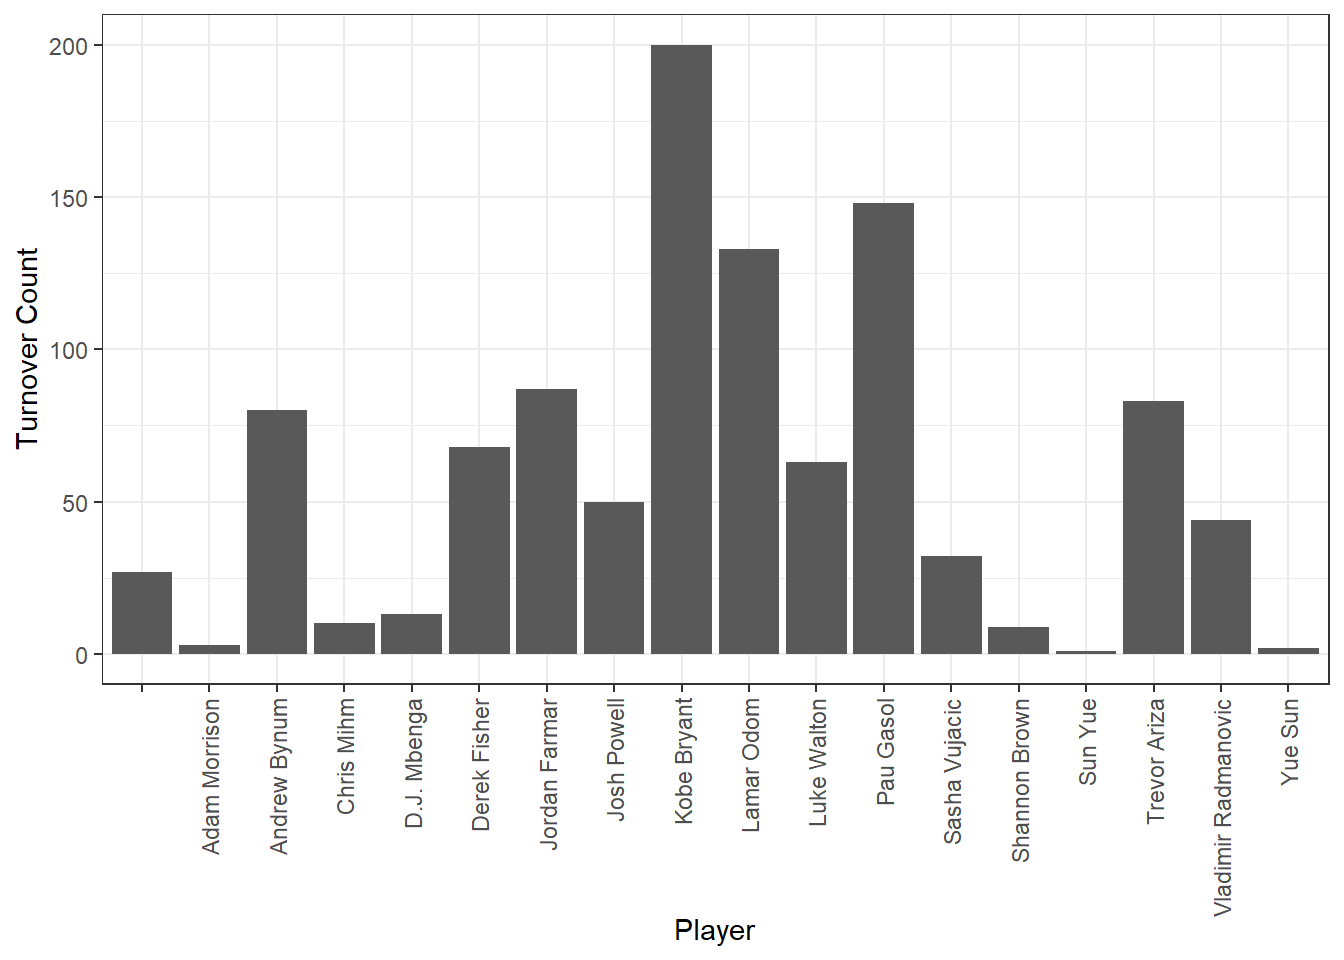 200
150
100
50
0
Turnover Count
Adam Morrison
Andrew Bynum
Chris Mihm
D.J. Mbenga
Derek Fisher
Jordan Farmar
Josh Powell
Kobe Bryant
Lamar Odom
Luke Walton
Pau Gasol
Sasha Vujacic
Shannon Brown
Sun Yue
Trevor Ariza
Vladimir Radmanovic
Yue Sun
Player